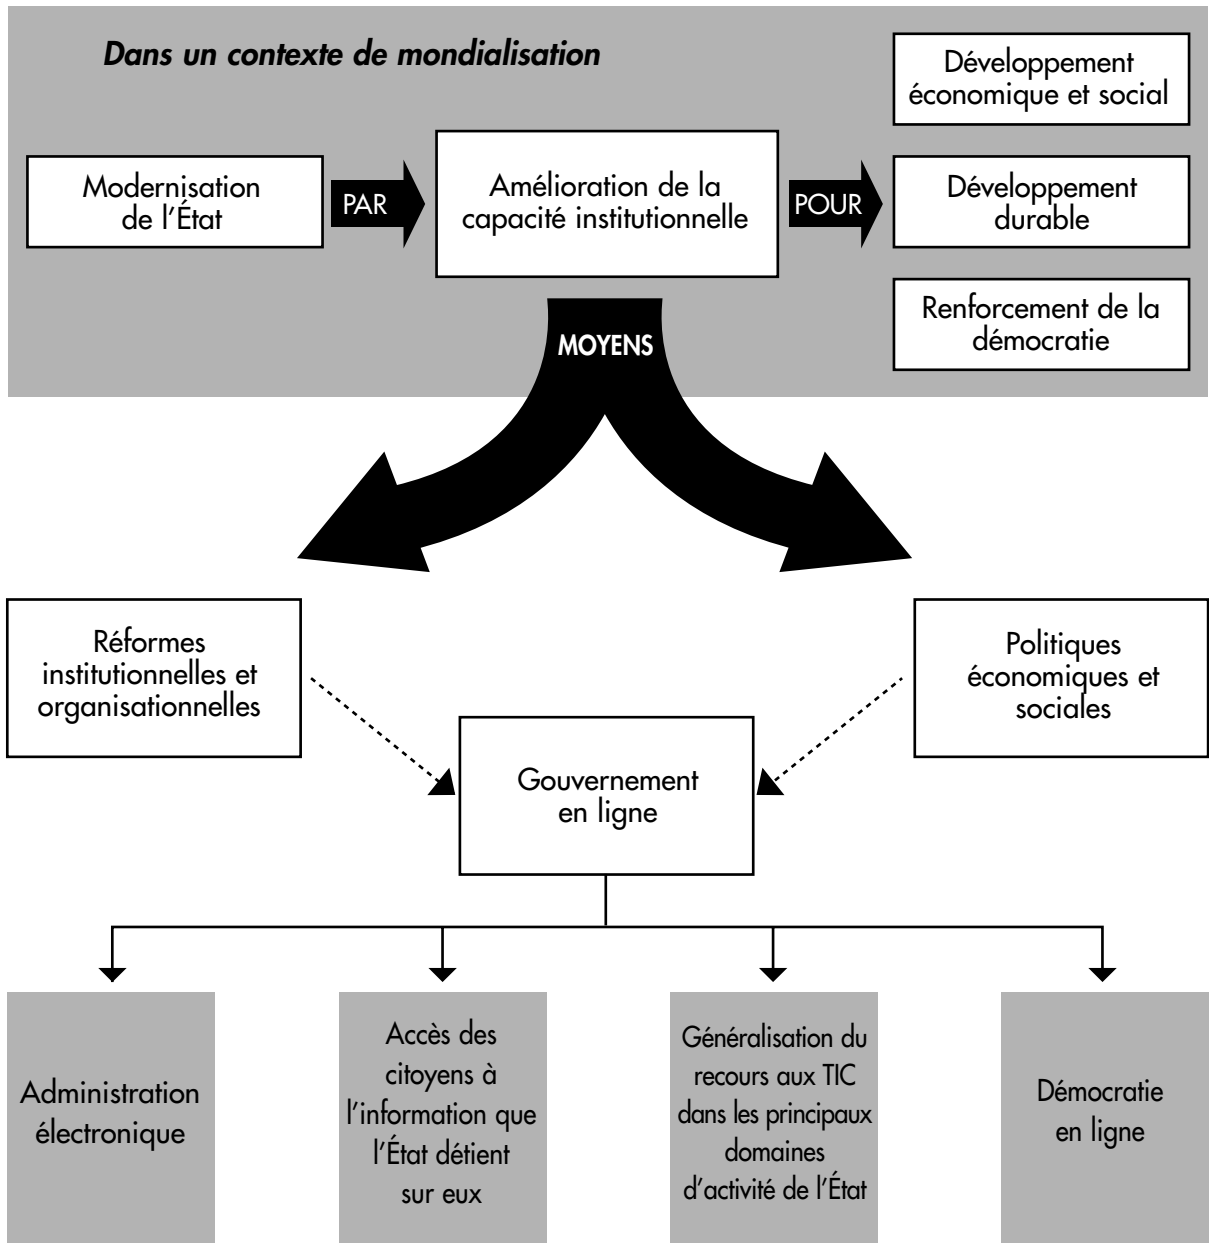 Dans un contexte de mondialisation
Développement
économique et social
Modernisation
de l'État
PAR
Amélioration de la
capacité institutionnelle
POUR
Développement
durable
Renforcement de la
démocratie
MOYENS
Réformes
institutionnelles et
organisationnelles
Politiques
économiques et
sociales
Gouvernement
en ligne
Administration
électronique
Accès des
citoyens à
l'information que
l'État détient
sur eux
Généralisation du
recours aux TIC
dans les principaux
domaines
d'activité de l'État
Démocratie
en ligne